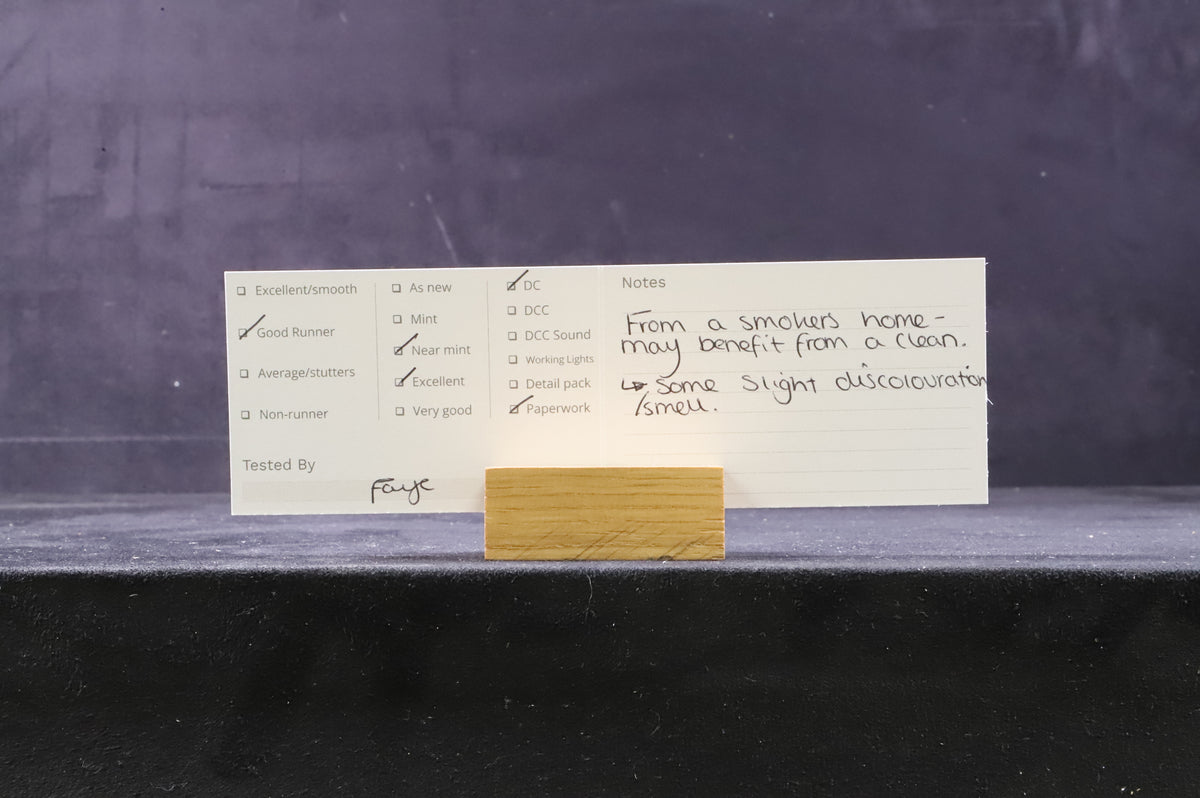 Excellent/smooth
Good Runner
Average/stutters
Non-runner
As new
Mint
Near mint
Excellent
Very good
DC
DCC
DCC Sound
Working Lights
Detail pack
Paperwork
Tested By
Faye
Notes
From a smokers home -
may benefit from a clean.
↳ Some slight discolouration
/smell.